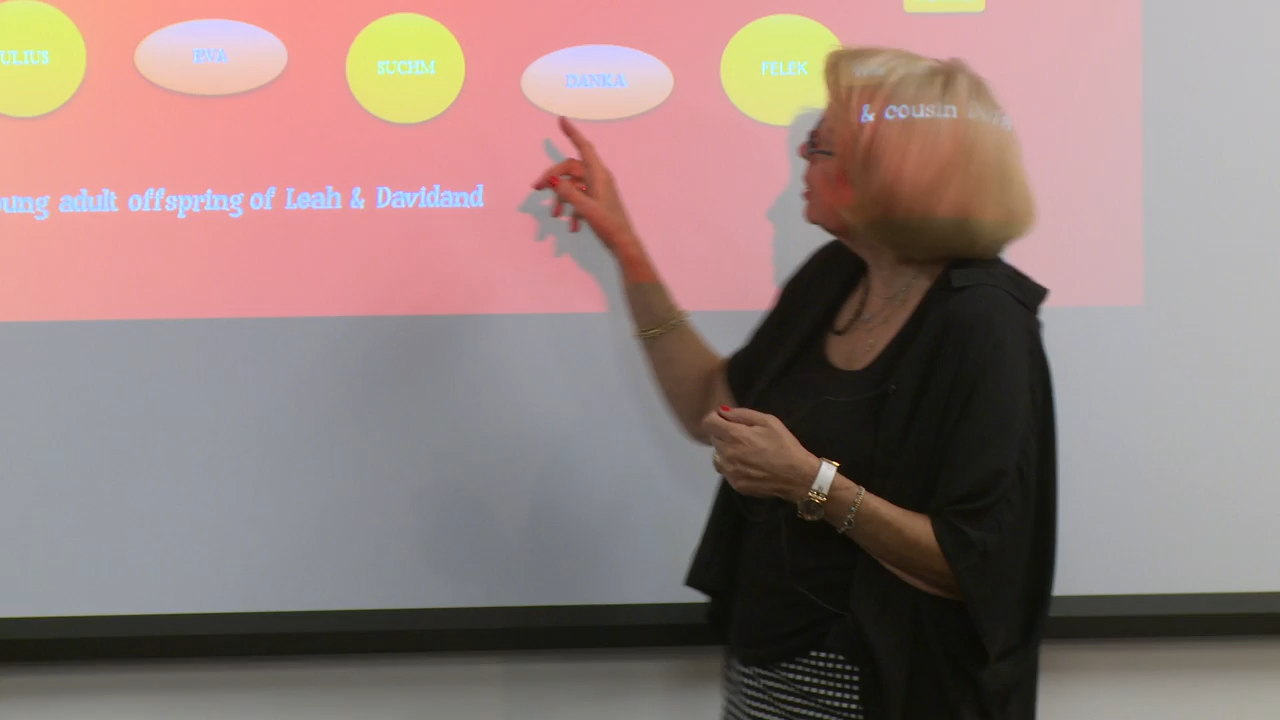 ULIUS
EVA
SUCHM
DANKA
FELEK
& cousin
oung adult offspring of Leah & Davidand